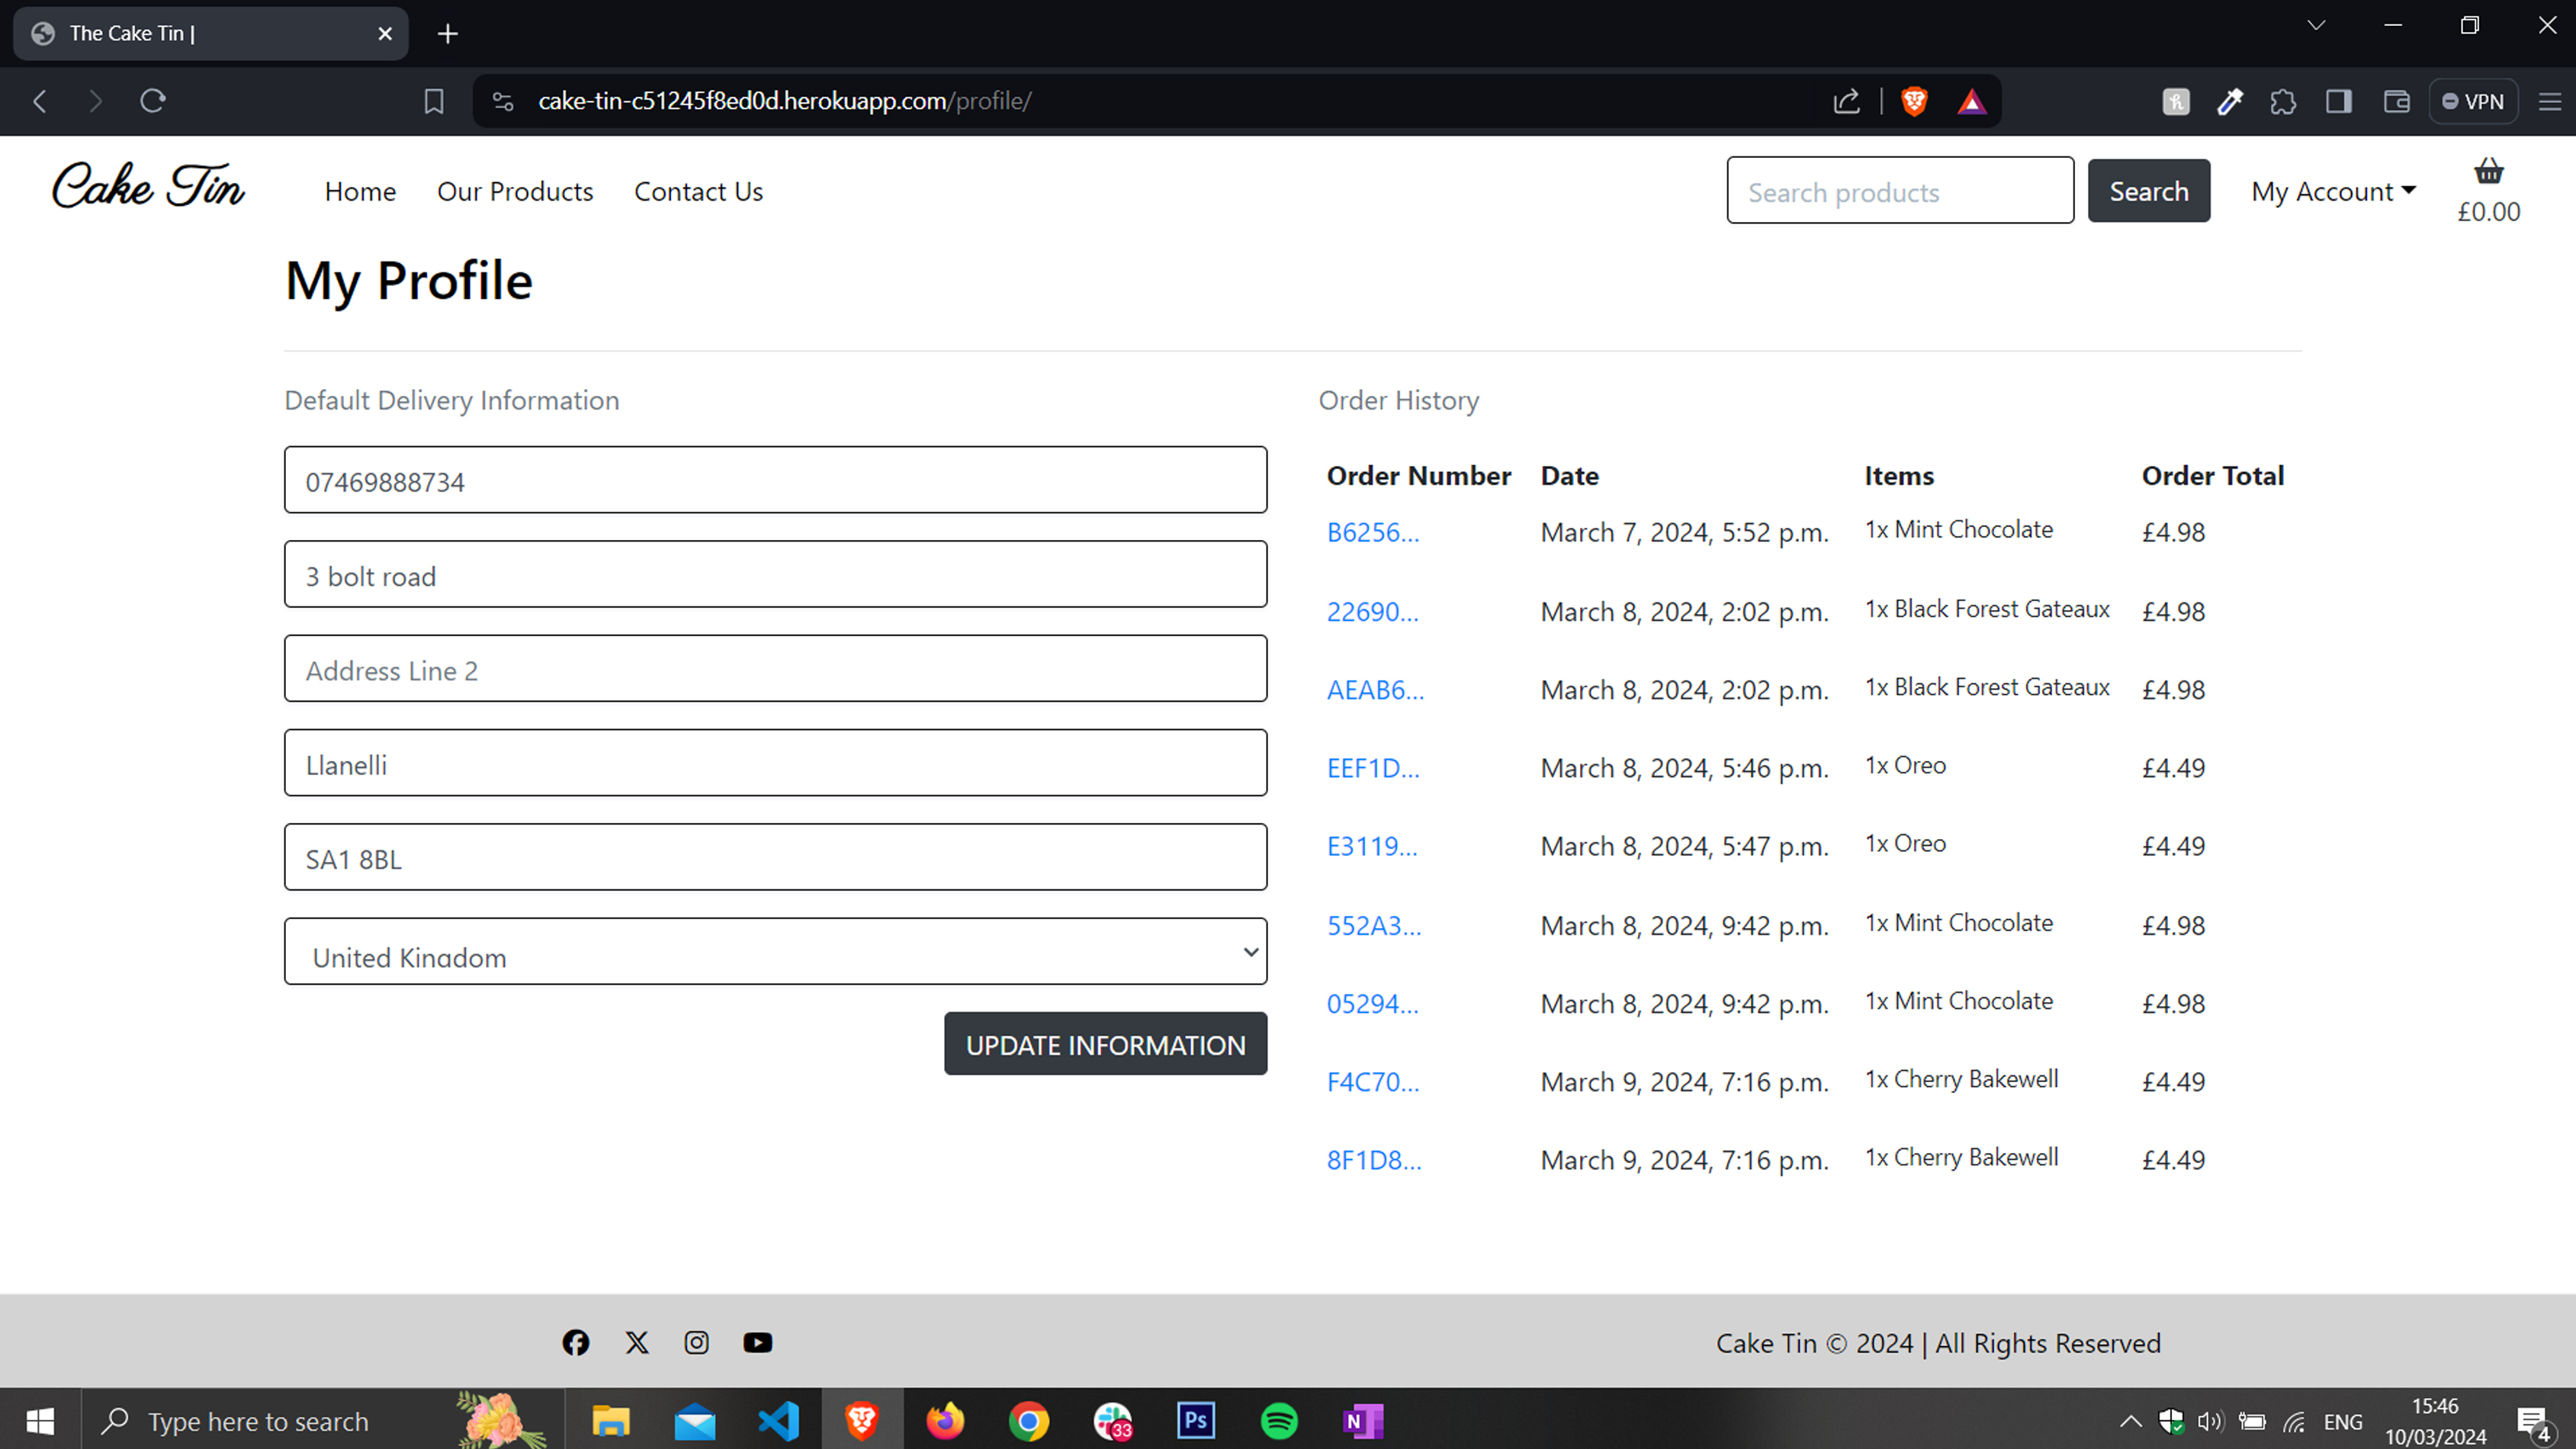 The Cake Tin |
cake-tin-c51245f8ed0d.herokuapp.com/profile/
VPN
Cake Tin
Home
Our Products
Contact Us
Search products
Search
My Account
£0.00
My Profile
Default Delivery Information
07469888734
3 bolt road
Address Line 2
Llanelli
SA1 8BL
United Kingdom
UPDATE INFORMATION
Order History
Order Number Date Items Order Total
B6256... March 7, 2024, 5:52 p.m. 1x Mint Chocolate £4.98
22690... March 8, 2024, 2:02 p.m. 1x Black Forest Gateaux £4.98
AEAB6... March 8, 2024, 2:02 p.m. 1x Black Forest Gateaux £4.98
EEF1D... March 8, 2024, 5:46 p.m. 1x Oreo £4.49
E3119... March 8, 2024, 5:47 p.m. 1x Oreo £4.49
552A3... March 8, 2024, 9:42 p.m. 1x Mint Chocolate £4.98
05294... March 8, 2024, 9:42 p.m. 1x Mint Chocolate £4.98
F4C70... March 9, 2024, 7:16 p.m. 1x Cherry Bakewell £4.49
8F1D8... March 9, 2024, 7:16 p.m. 1x Cherry Bakewell £4.49
Cake Tin © 2024 | All Rights Reserved
Type here to search
33
Ps
N
ENG
15:46
10/03/2024
4